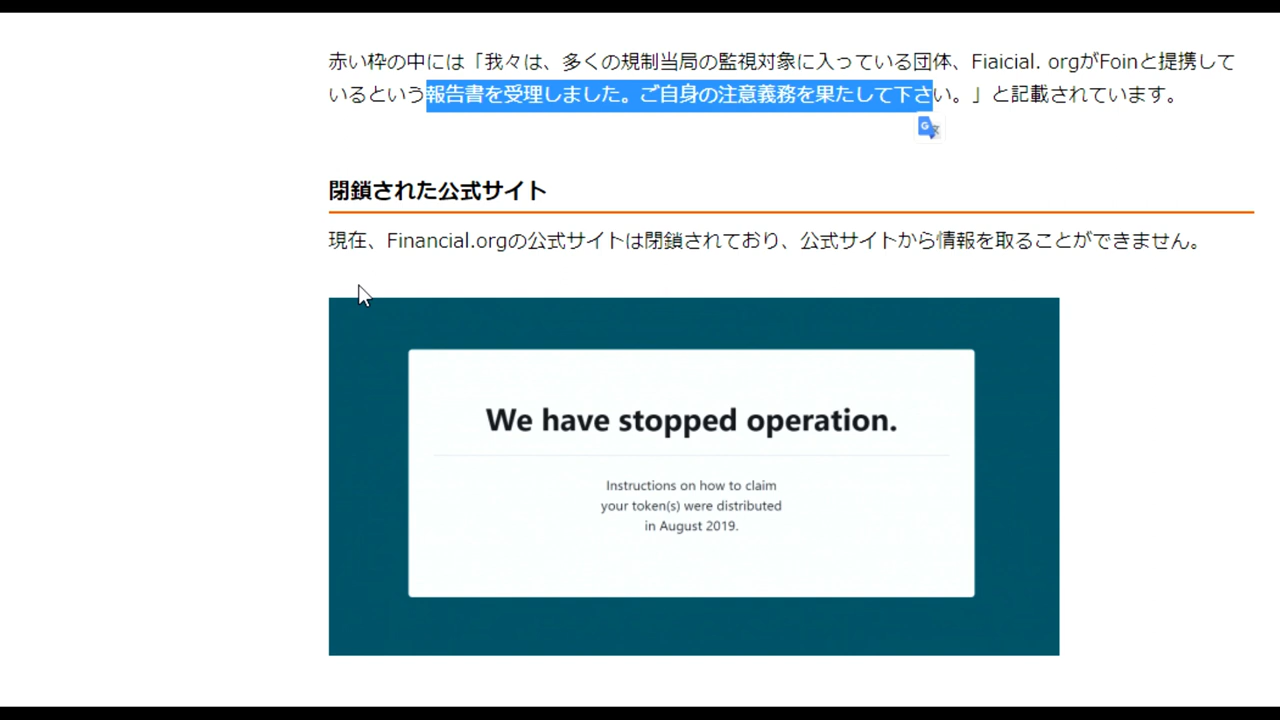 赤い枠の中には「我々は、多くの規制当局の監視対象に入っている団体、Fiaicial. orgがFoinと提携して
いるという報告書を受理しました。ご自身の注意義務を果たして下さい。」と記載されています。
閉鎖された公式サイト
現在、Financial.orgの公式サイトは閉鎖されており、公式サイトから情報を取ることができません。
We have stopped operation.
Instructions on how to claim
your token(s) were distributed
in August 2019.